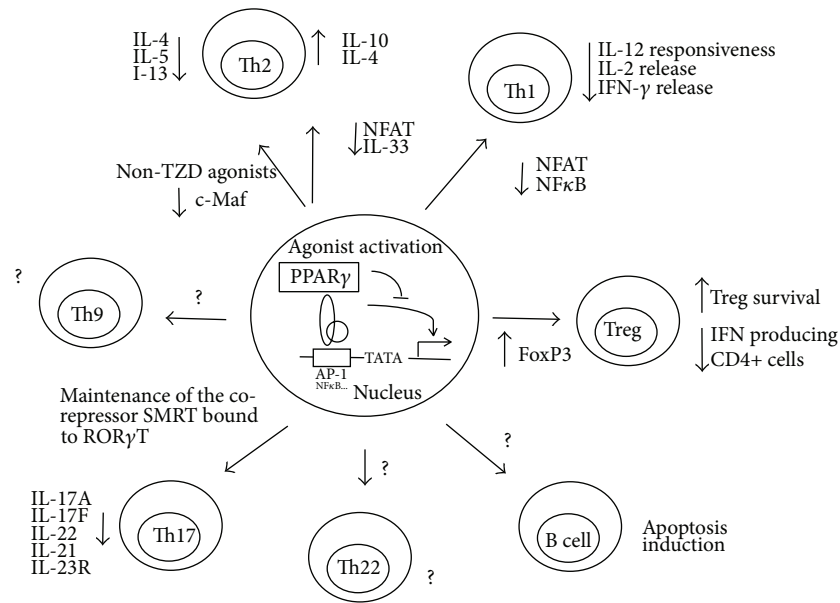 IL-4
IL-5
I-13
Th2
IL-10
IL-4
Th1
IL-12 responsiveness
IL-2 release
IFN-γ release
NFAT
IL-33
Non-TZD agonists
c-Maf
NFAT
NFκB
Agonist activation
PPARγ
TATA
AP-1
NFκB...
Nucleus
?
Th9
?
Treg
Treg survival
IFN producing
CD4+ cells
FoxP3
Maintenance of the co-
repressor SMRT bound
to RORγT
IL-17A
IL-17F
IL-22
IL-21
IL-23R
Th17
?
Th22
?
?
B cell
Apoptosis
induction